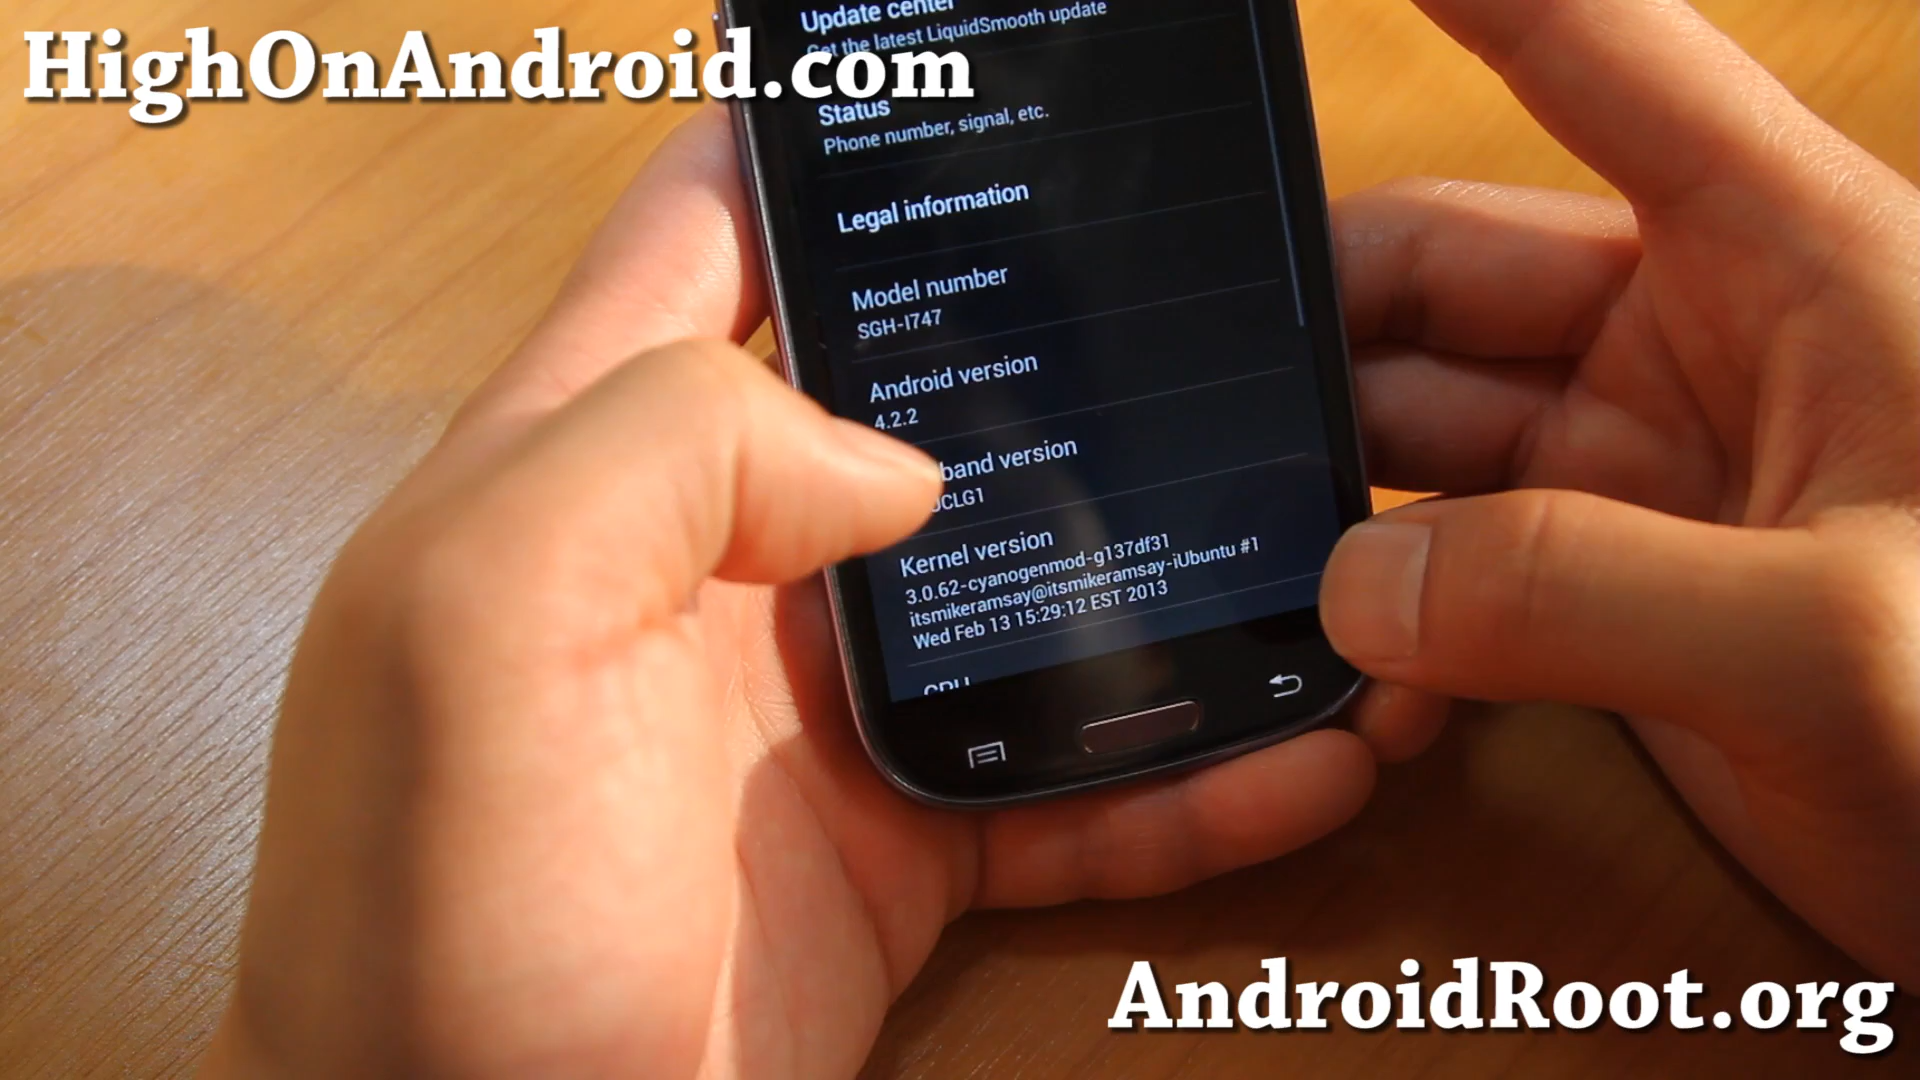 HighOnAndroid.com
Update center
Get the latest LiquidSmooth update
Status
Phone number, signal, etc.
Legal information
Model number
SGH-I747
Android version
4.2.2
band version
UCLG1
Kernel version
3.0.62-cyanogenmod-g137df31
itsmikeramsay@itsmikeramsay-iUbuntu #1
Wed Feb 13 15:29:12 EST 2013
CPU
AndroidRoot.org